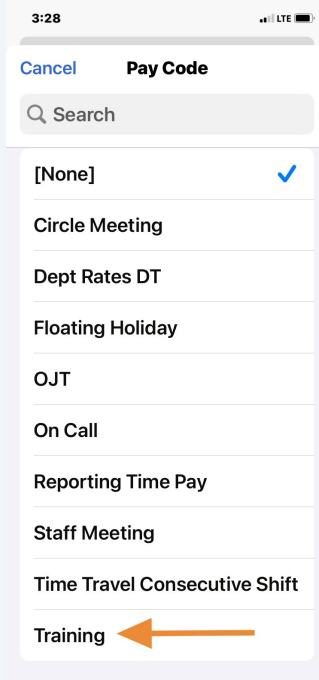 3:28
LTE
Cancel
Pay Code
Search
[None]
Circle Meeting
Dept Rates DT
Floating Holiday
OJT
On Call
Reporting Time Pay
Staff Meeting
Time Travel Consecutive Shift
Training